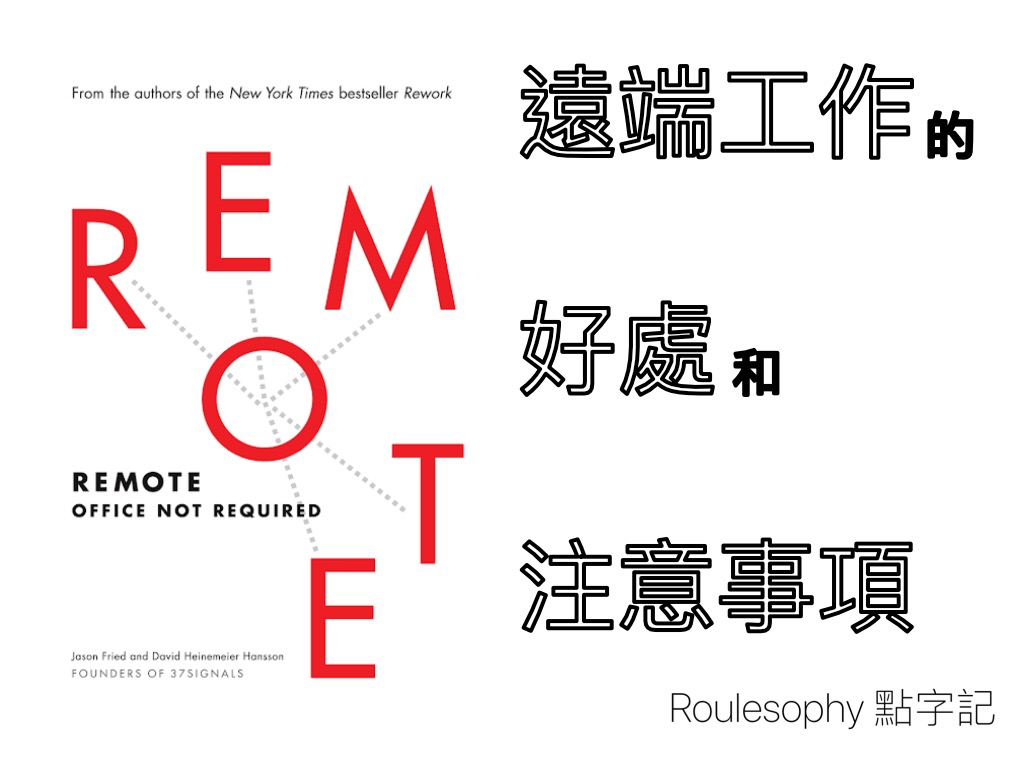 From the authors of the New York Times bestseller Rework
REMOTE
REMOTE
OFFICE NOT REQUIRED
Jason Fried and David Heinemeier Hansson
FOUNDERS OF 37SIGNALS
遠端工作的
好處和
注意事項
Roulesophy 點字記